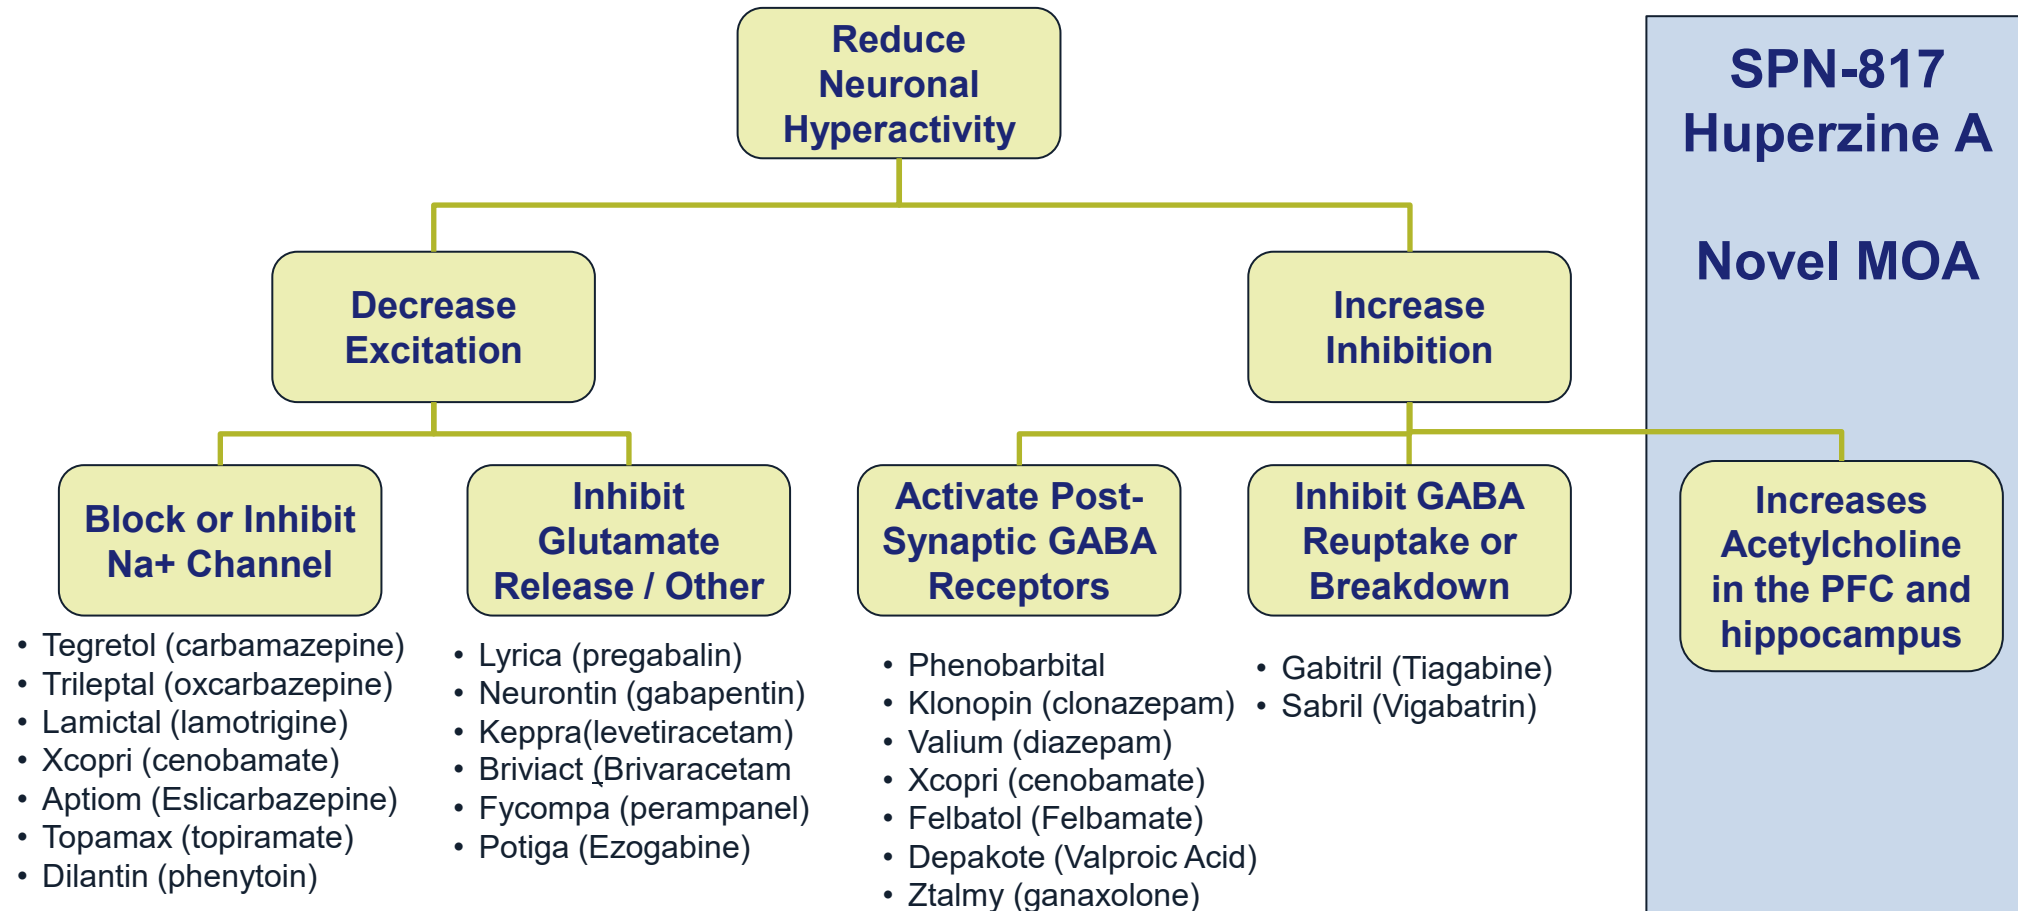 Reduce
Neuronal
Hyperactivity
SPN-817
Huperzine A
Novel MOA
Decrease
Excitation
Increase
Inhibition
Block or Inhibit
Na+ Channel
• Tegretol (carbamazepine)
• Trileptal (oxcarbazepine)
• Lamictal (lamotrigine)
• Xcopri (cenobamate)
• Aptiom (Eslicarbazepine)
• Topamax (topiramate)
• Dilantin (phenytoin)
Inhibit
Glutamate
Release / Other
• Lyrica (pregabalin)
• Neurontin (gabapentin)
• Keppra(levetiracetam)
• Briviact (Brivaracetam
• Fycompa (perampanel)
• Potiga (Ezogabine)
Activate Post-
Synaptic GABA
Receptors
• Phenobarbital
• Klonopin (clonazepam)
• Valium (diazepam)
• Xcopri (cenobamate)
• Felbatol (Felbamate)
• Depakote (Valproic Acid)
• Ztalmy (ganaxolone)
Inhibit GABA
Reuptake or
Breakdown
• Gabitril (Tiagabine)
• Sabril (Vigabatrin)
Increases
Acetylcholine
in the PFC and
hippocampus